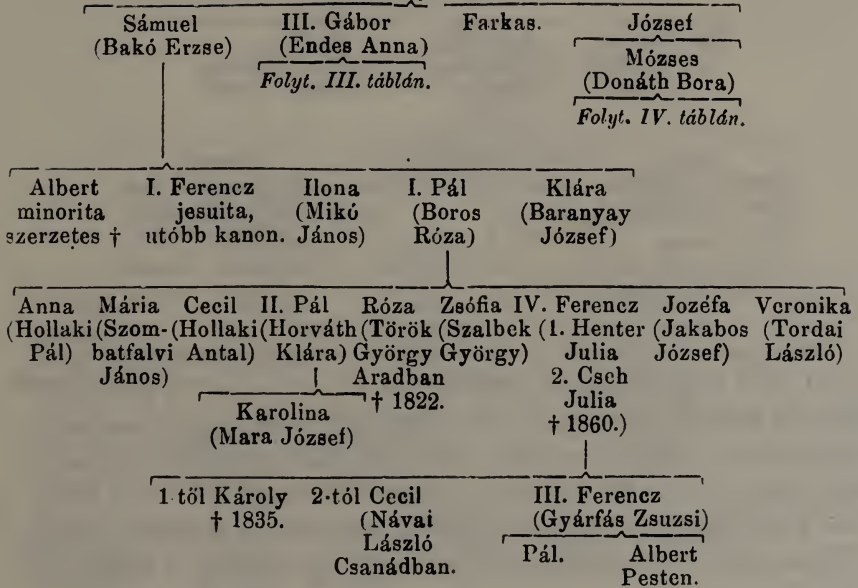 Sámuel III. Gábor Farkas. József
(Bakó Erzse) (Endes Anna) Mózses
Folyt. III. táblán. (Donáth Bora)
Folyt. IV. táblán.
Albert I. Ferencz Ilona I. Pál Klára
minorita jesuita, (Mikó (Boros (Baranyay
szerzetes † utóbb kanon. János) Róza) József)
Anna Mária Cecil II. Pál Róza Zsófia IV. Ferencz Jozéfa Veronika
(Hollaki (Szom- (Hollaki (Horváth (Török (Szalbek (1. Henter (Jakabos (Tordai
Pál) batfalvi Antal) Klára) György György) Julia József) László)
János) Aradban 2. Cseh
† 1822. Julia
Karolina † 1860.)
(Mara József)
1 től Károly 2-tól Cecil III. Ferencz
† 1835. (Návai (Gyárfás Zsuzsi)
László Pál. Albert
Csanádban. Pesten.